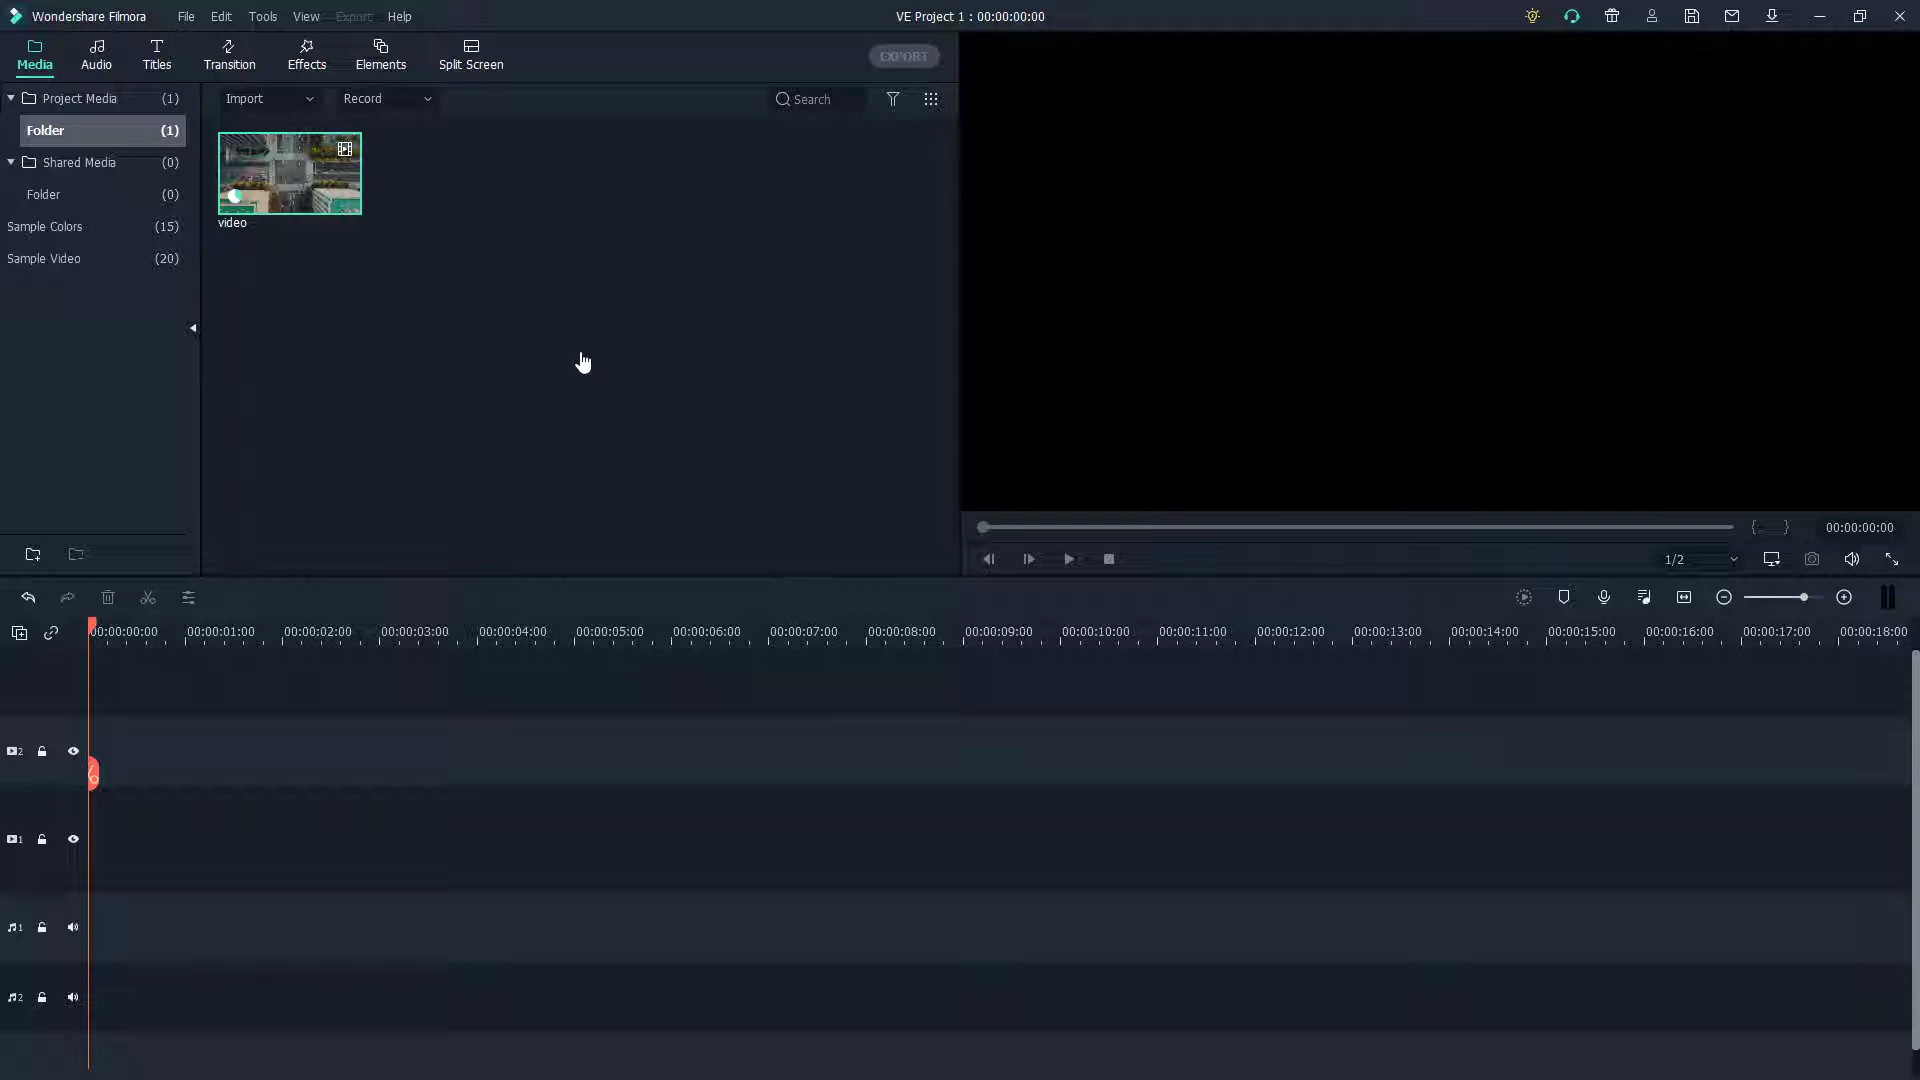 Wondershare Filmora
File Edit Tools View Export Help
VE Project 1 : 00:00:00:00
Media
Audio
Titles
Transition
Effects
Elements
Split Screen
EXPORT
Project Media (1)
Folder (1)
Shared Media (0)
Folder (0)
Sample Colors (15)
Sample Video (20)
Import
Record
Search
video
{ }
00:00:00:00
1/2
00:00:00:00 00:00:01:00 00:00:02:00 00:00:03:00 00:00:04:00 00:00:05:00 00:00:06:00 00:00:07:00 00:00:08:00 00:00:09:00 00:00:10:00 00:00:11:00 00:00:12:00 00:00:13:00 00:00:14:00 00:00:15:00 00:00:16:00 00:00:17:00 00:00:18:00
2
1
1
2